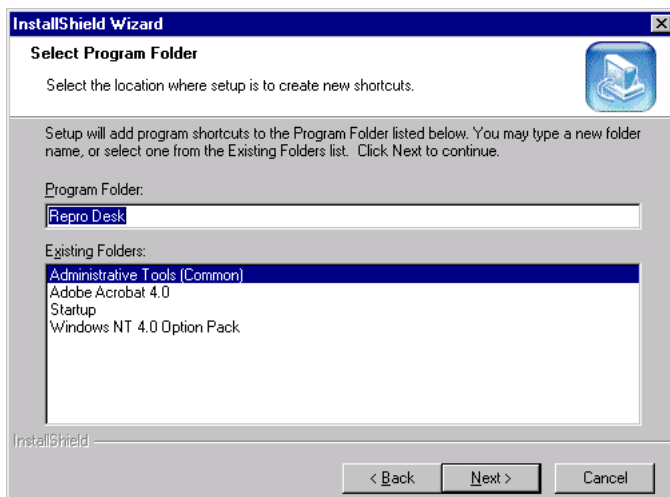 InstallShield Wizard
Select Program Folder
Select the location where setup is to create new shortcuts.
Setup will add program shortcuts to the Program Folder listed below. You may type a new folder
name, or select one from the Existing Folders list. Click Next to continue.
Program Folder:
Repro Desk
Existing Folders:
Administrative Tools (Common)
Adobe Acrobat 4.0
Startup
Windows NT 4.0 Option Pack
InstallShield
< Back Next > Cancel